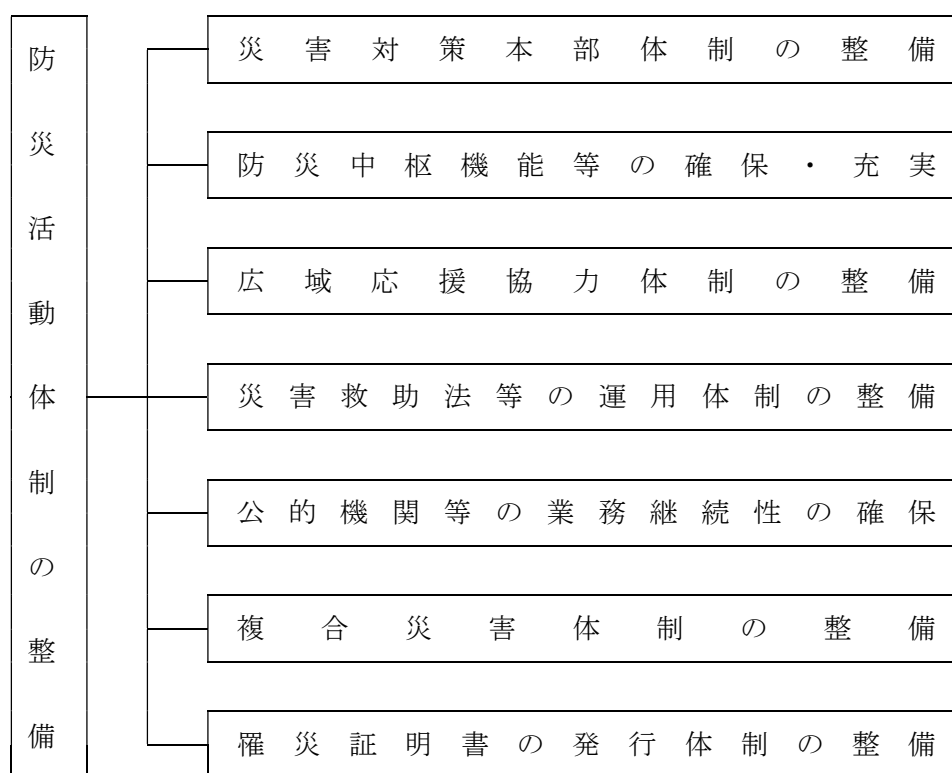 防災活動体制の整備
災害対策本部体制の整備
防災中枢機能等の確保・充実
広域応援協力体制の整備
災害救助法等の運用体制の整備
公的機関等の業務継続性の確保
複合災害体制の整備
罹災証明書の発行体制の整備